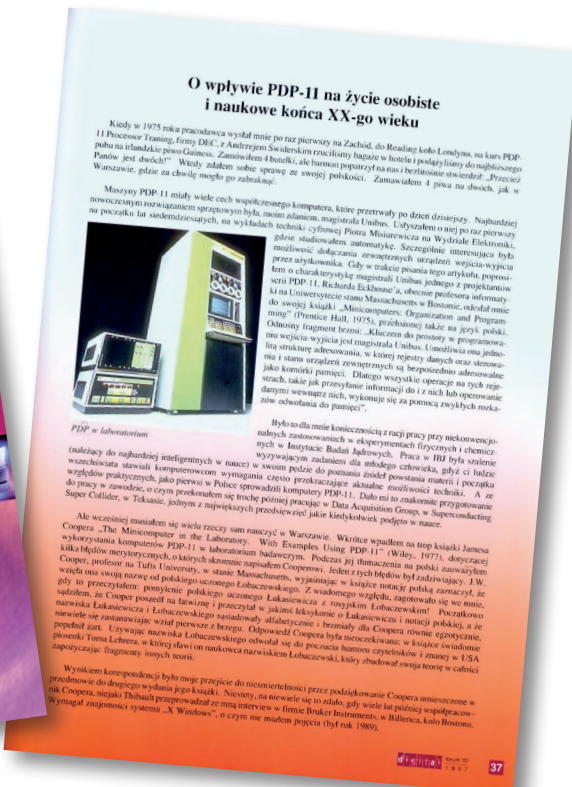 O wpływie PDP-11 na życie osobiste
i naukowe końca XX-go wieku
Kiedy w 1975 roku pracodawca wysłał mnie po raz pierwszy na Zachód, do Reading koło Londynu, na kurs PDP-
11 Processor Traning, firmy DEC, z Andrzejem Świderskim rzuciliśmy bagaże w hotelu i podążyliśmy do najbliższego
pubu na irlandzkie piwo Guiness. Zamówiłem 4 butelki, ale barman popatrzył na nas i bezlitośnie stwierdził: „Przecież
Panów jest dwóch!” Wtedy zdałem sobie sprawę ze swojej polskości. Zamawiałem 4 piwa na dwóch, jak w
Warszawie, gdzie za chwilę mogło go zabraknąć.
Maszyny PDP-11 miały wiele cech współczesnego komputera, które przetrwały po dzień dzisiejszy. Najbardziej
nowoczesnym rozwiązaniem sprzętowym była, moim zdaniem, magistrala Unibus. Usłyszałem o niej po raz pierwszy
na początku lat siedemdziesiątych, na wykładach techniki cyfrowej Piotra Misiurewicza na Wydziale Elektroniki,
gdzie studiowałem automatykę. Szczególnie interesująca była
możliwość dołączania zewnętrznych urządzeń wejścia-wyjścia
przez użytkownika. Gdy w trakcie pisania tego artykułu, poprosi-
łem o charakterystykę magistrali Unibus jednego z projektantów
serii PDP-11, Richarda Eckhouse'a, obecnie profesora informaty-
ki na Uniwersytecie stanu Massachusetts w Bostonie, odesłał mnie
do swojej książki „Minicomputers: Organization and Program-
ming” (Prentice Hall, 1975), przełożonej także na język polski.
Odnośny fragment brzmi: „Kluczem do prostoty w programowa-
niu wejścia-wyjścia jest magistrala Unibus. Umożliwia ona jedno-
litą strukturę adresowania, w której rejestry danych oraz sterowa-
nia i stanu urządzeń zewnętrznych są bezpośrednio adresowalne
jako komórki pamięci. Dlatego wszystkie operacje na tych reje-
strach, takie jak przesyłanie informacji do i z nich lub operowanie
danymi wewnątrz nich, wykonuje się za pomocą zwykłych rozka-
zów odwołania do pamięci”.
PDP w laboratorium
Było to dla mnie koniecznością z racji pracy przy niekonwencjo-
nalnych zastosowaniach w eksperymentach fizycznych i chemicz-
nych w Instytucie Badań Jądrowych. Praca w IBJ była szalenie
wyzywającym zadaniem dla młodego człowieka, gdyż ci ludzie
(należący do najbardziej inteligentnych w nauce) w swoim pędzie do poznania źródeł powstania materii i początku
wszechświata stawiali komputerowcom wymagania często przekraczające aktualne możliwości techniki. A ze
względów praktycznych, jako pierwsi w Polsce sprowadzili komputery PDP-11. Dało mi to znakomite przygotowanie
do pracy w zawodzie, o czym przekonałem się trochę później pracując w Data Acquisition Group, w Superconducting
Super Collider, w Teksasie, jednym z największych przedsięwzięć jakie kiedykolwiek podjęto w nauce.
Ale wcześniej musiałem się wielu rzeczy sam nauczyć w Warszawie. Wkrótce wpadłem na trop książki Jamesa
Coopera „The Minicomputer in the Laboratory. With Examples Using PDP-11” (Wiley, 1977), dotyczącej
wykorzystania komputerów PDP-11 w laboratorium badawczym. Podczas jej tłumaczenia na polski zauważyłem
kilka błędów merytorycznych, o których skromnie napisałem Cooperowi. Jeden z tych błędów był zadziwiający. J.W.
Cooper, profesor na Tufts University, w stanie Massachusetts, wyjaśniając w książce notację polską zaznaczył, że
wzięła ona swoją nazwę od polskiego uczonego Łobaczewskiego. Z wiadomego względu, zagotowało się we mnie,
gdy to przeczytałem: pomylenie polskiego uczonego Łukasiewicza z rosyjskim Łobaczewskim! Początkowo
sądziłem, że Cooper poszedł na łatwiznę i przeczytał w jakimś leksykonie o Łukasiewiczu i notacji polskiej, a że
nazwiska Łukasiewicza i Łobaczewskiego sąsiadowały alfabetycznie i brzmiały dla Coopera równie egzotycznie,
niewiele się zastanawiając wziął pierwsze z brzegu. Odpowiedź Coopera była nieoczekiwana: w książce świadomie
popełnił żart. Używając nazwiska Łobaczewskiego odwołał się do poczucia humoru czytelników i znanej w USA
piosenki Toma Lehrera, w której sławi on naukowca nazwiskiem Łobaczewski, który zbudował swoją teorię w całości
zapożyczając fragmenty innych teorii.
Wynikiem korespondencji było moje przejście do nieśmiertelności przez podziękowanie Coopera umieszczone w
przedmowie do drugiego wydania jego książki. Niestety, na niewiele się to zdało, gdy wiele lat później współpracow-
nik Coopera, niejaki Thibault przeprowadzał ze mną interview w firmie Bruker Instruments, w Billerica, koło Bostonu.
Wymagał znajomości systemu „X Windows”, o czym nie miałem pojęcia (był rok 1989).
digital
1997
37